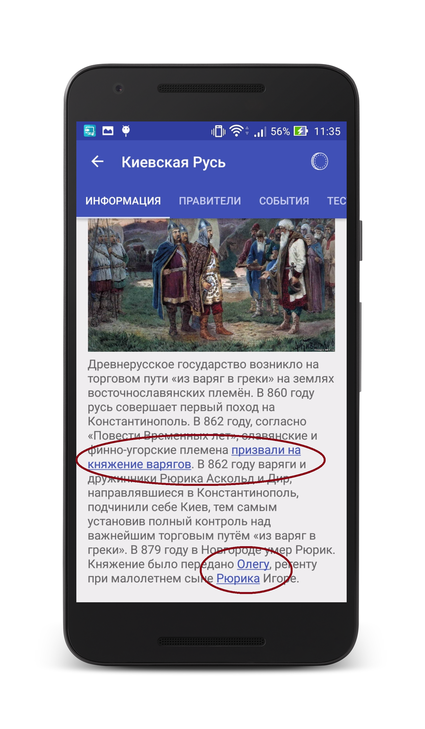 56% 11:35
Киевская Русь
ИНФОРМАЦИЯ ПРАВИТЕЛИ СОБЫТИЯ ТЕС
Древнерусское государство возникло на
торговом пути «из варяг в греки» на землях
восточнославянских племён. В 860 году
русь совершает первый поход на
Константинополь. В 862 году, согласно
«Повести Временных лет», славянские и
финно-угорские племена призвали на
княжение варягов. В 862 году варяги и
дружинники Рюрика Аскольд и Дир,
направлявшиеся в Константинополь,
подчинили себе Киев, тем самым
установив полный контроль над
важнейшим торговым путём «из варяг в
греки». В 879 году в Новгороде умер Рюрик.
Княжение было передано Олегу, регенту
при малолетнем сыне Рюрика Игоре.